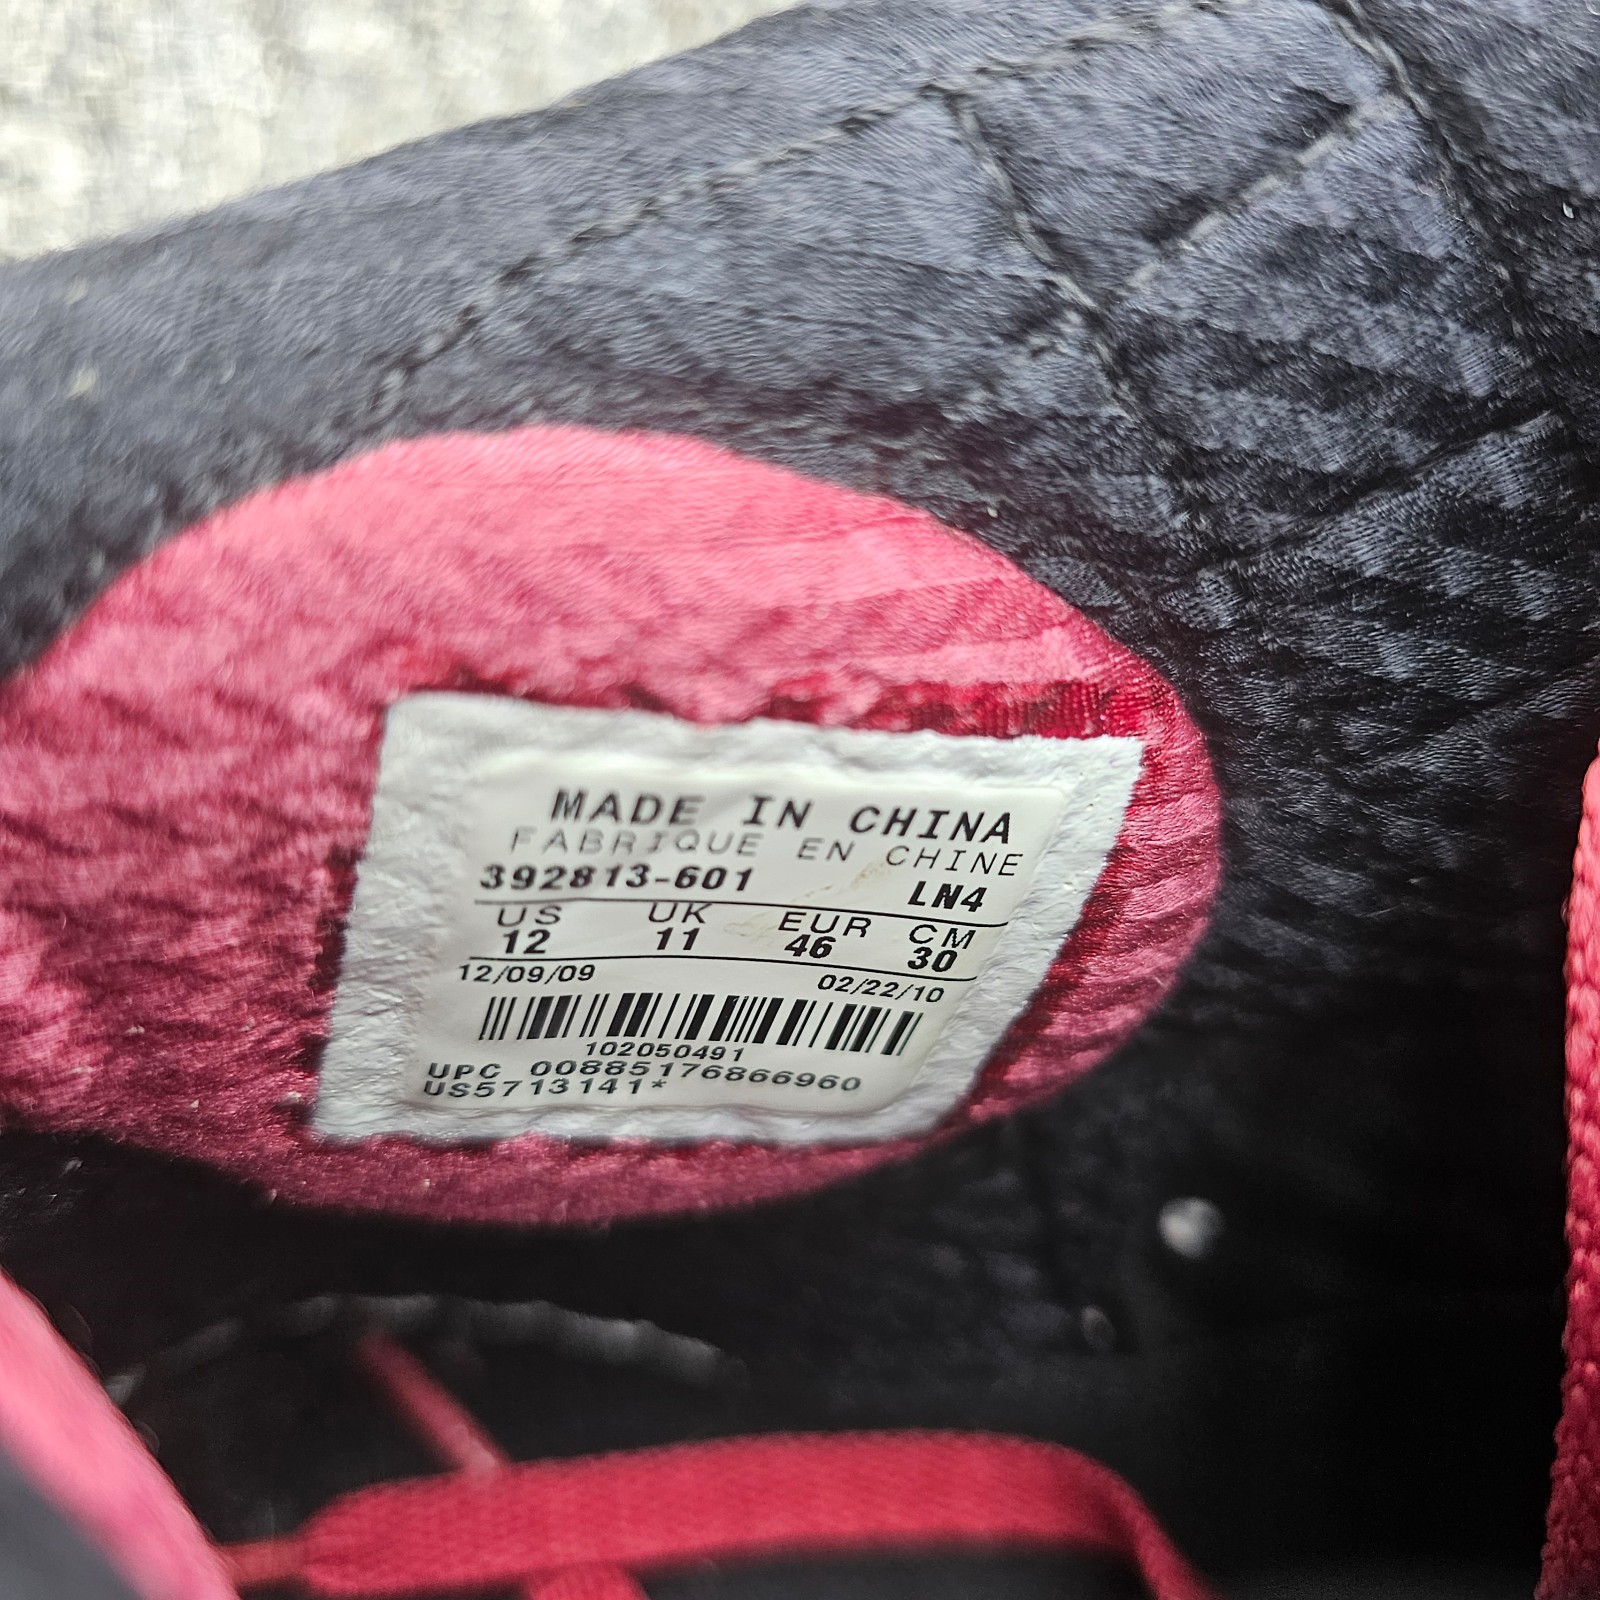 MADE IN CHINA
FABRIQUE EN CHINE
392813-601 LN4
US UK EUR CM
12 11 46 30
12/09/09 02/22/10
102050491
UPC 00885176866960
US5713141*